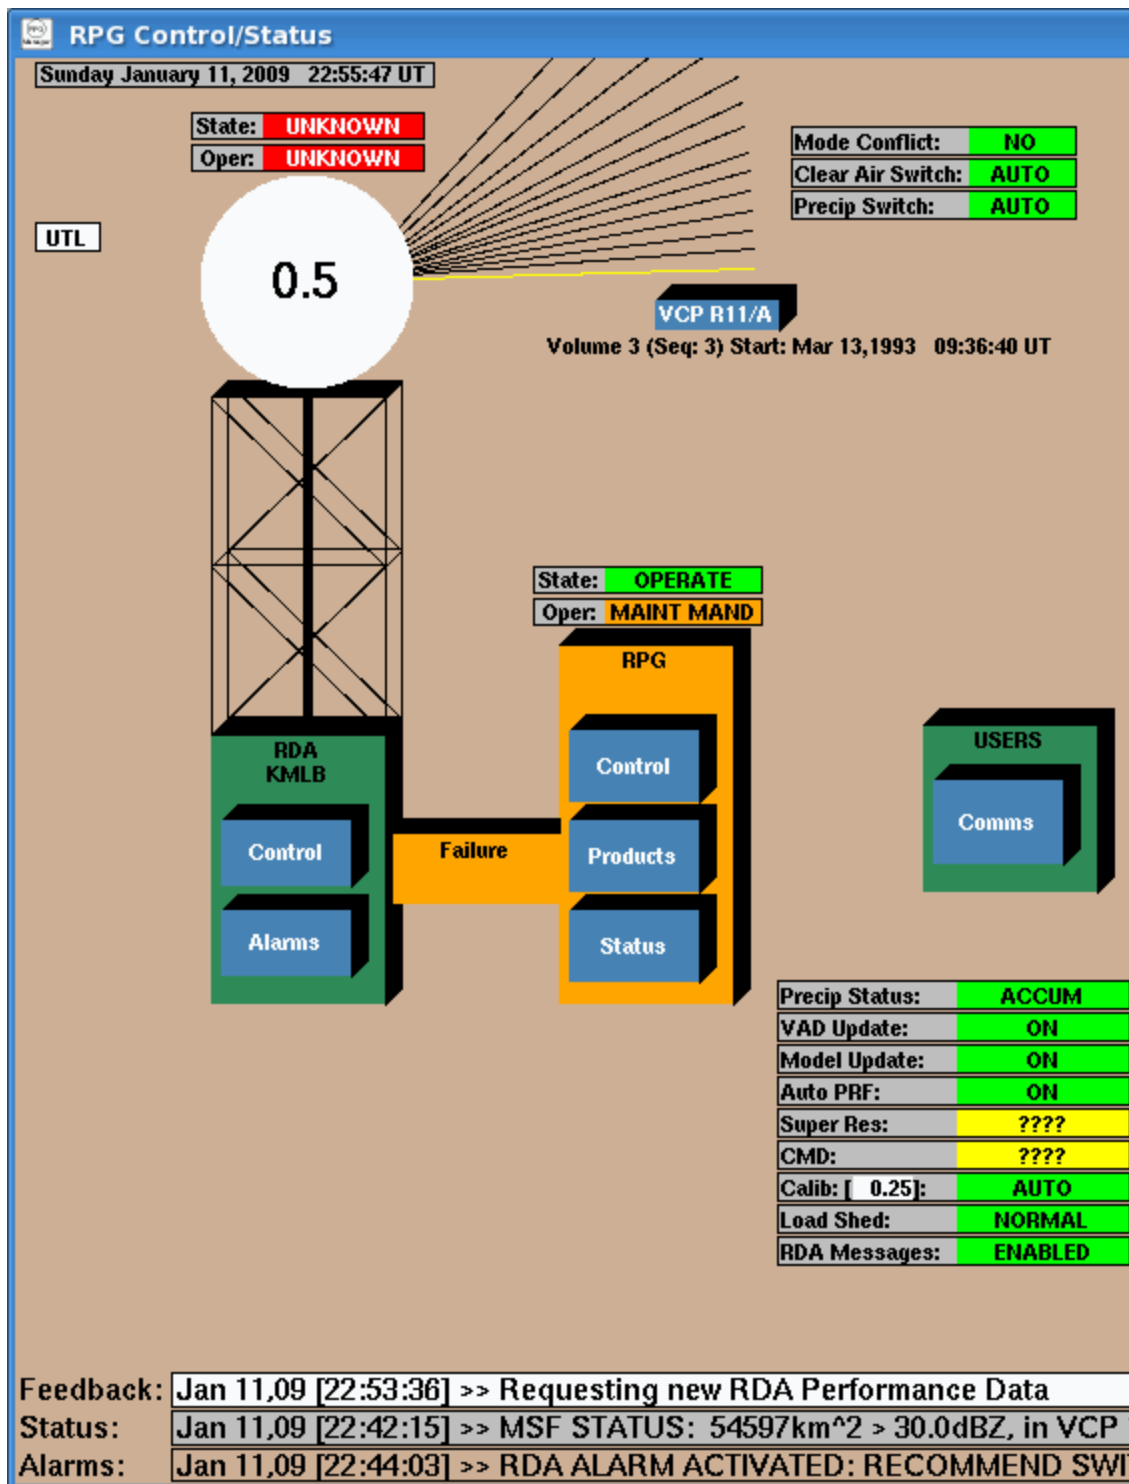 RPG Control/Status
Sunday January 11, 2009 22:55:47 UT
State: UNKNOWN
Oper: UNKNOWN
Mode Conflict: NO
Clear Air Switch: AUTO
Precip Switch: AUTO
UTL
0.5
VCP R11/A
Volume 3 (Seq: 3) Start: Mar 13,1993 09:36:40 UT
State: OPERATE
Oper: MAINT MAND
RPG
Control
Products
Status
RDA
KMLB
Control
Alarms
Failure
USERS
Comms
Precip Status: ACCUM
VAD Update: ON
Model Update: ON
Auto PRF: ON
Super Res: ????
CMD: ????
Calib: [ 0.25]: AUTO
Load Shed: NORMAL
RDA Messages: ENABLED
Feedback: Jan 11,09 [22:53:36] >> Requesting new RDA Performance Data
Status: Jan 11,09 [22:42:15] >> MSF STATUS: 54597km^2 > 30.0dBZ, in VCP
Alarms: Jan 11,09 [22:44:03] >> RDA ALARM ACTIVATED: RECOMMEND